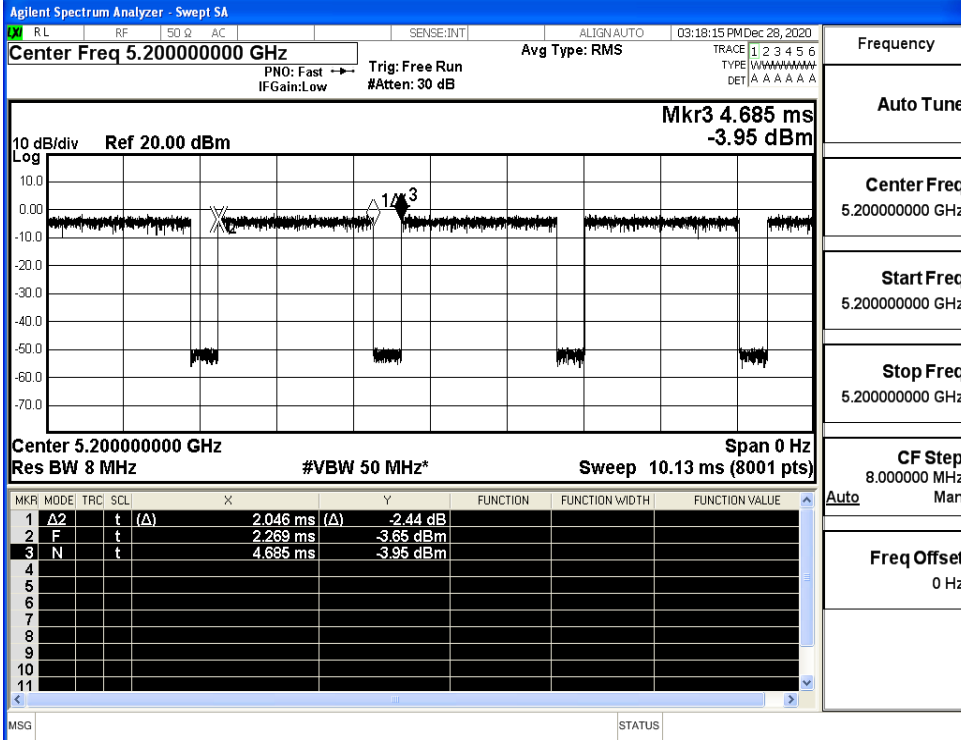 Agilent Spectrum Analyzer - Swept SA
LXI RL RF 50 Ω AC SENSE:INT ALIGNAUTO 03:18:15 PM Dec 28, 2020
Center Freq 5.200000000 GHz
Avg Type: RMS
TRACE 1 2 3 4 5 6
PNO: Fast
Trig: Free Run
TYPE WWWWWW
IFGain:Low
#Atten: 30 dB
DET A A A A A A
Mkr3 4.685 ms
-3.95 dBm
10 dB/div Ref 20.00 dBm
Log
10.0
0.00
-10.0
-20.0
-30.0
-40.0
-50.0
-60.0
-70.0
1Δ
3
2
Center 5.200000000 GHz Span 0 Hz
Res BW 8 MHz #VBW 50 MHz* Sweep 10.13 ms (8001 pts)
MKR MODE TRC SCL X Y FUNCTION FUNCTION WIDTH FUNCTION VALUE
1 Δ2 t (Δ) 2.046 ms (Δ) -2.44 dB
2 F t 2.269 ms -3.65 dBm
3 N t 4.685 ms -3.95 dBm
4
5
6
7
8
9
10
11
MSG STATUS
Frequency
Auto Tune
Center Freq
5.200000000 GHz
Start Freq
5.200000000 GHz
Stop Freq
5.200000000 GHz
CF Step
8.000000 MHz
Auto Man
Freq Offset
0 Hz